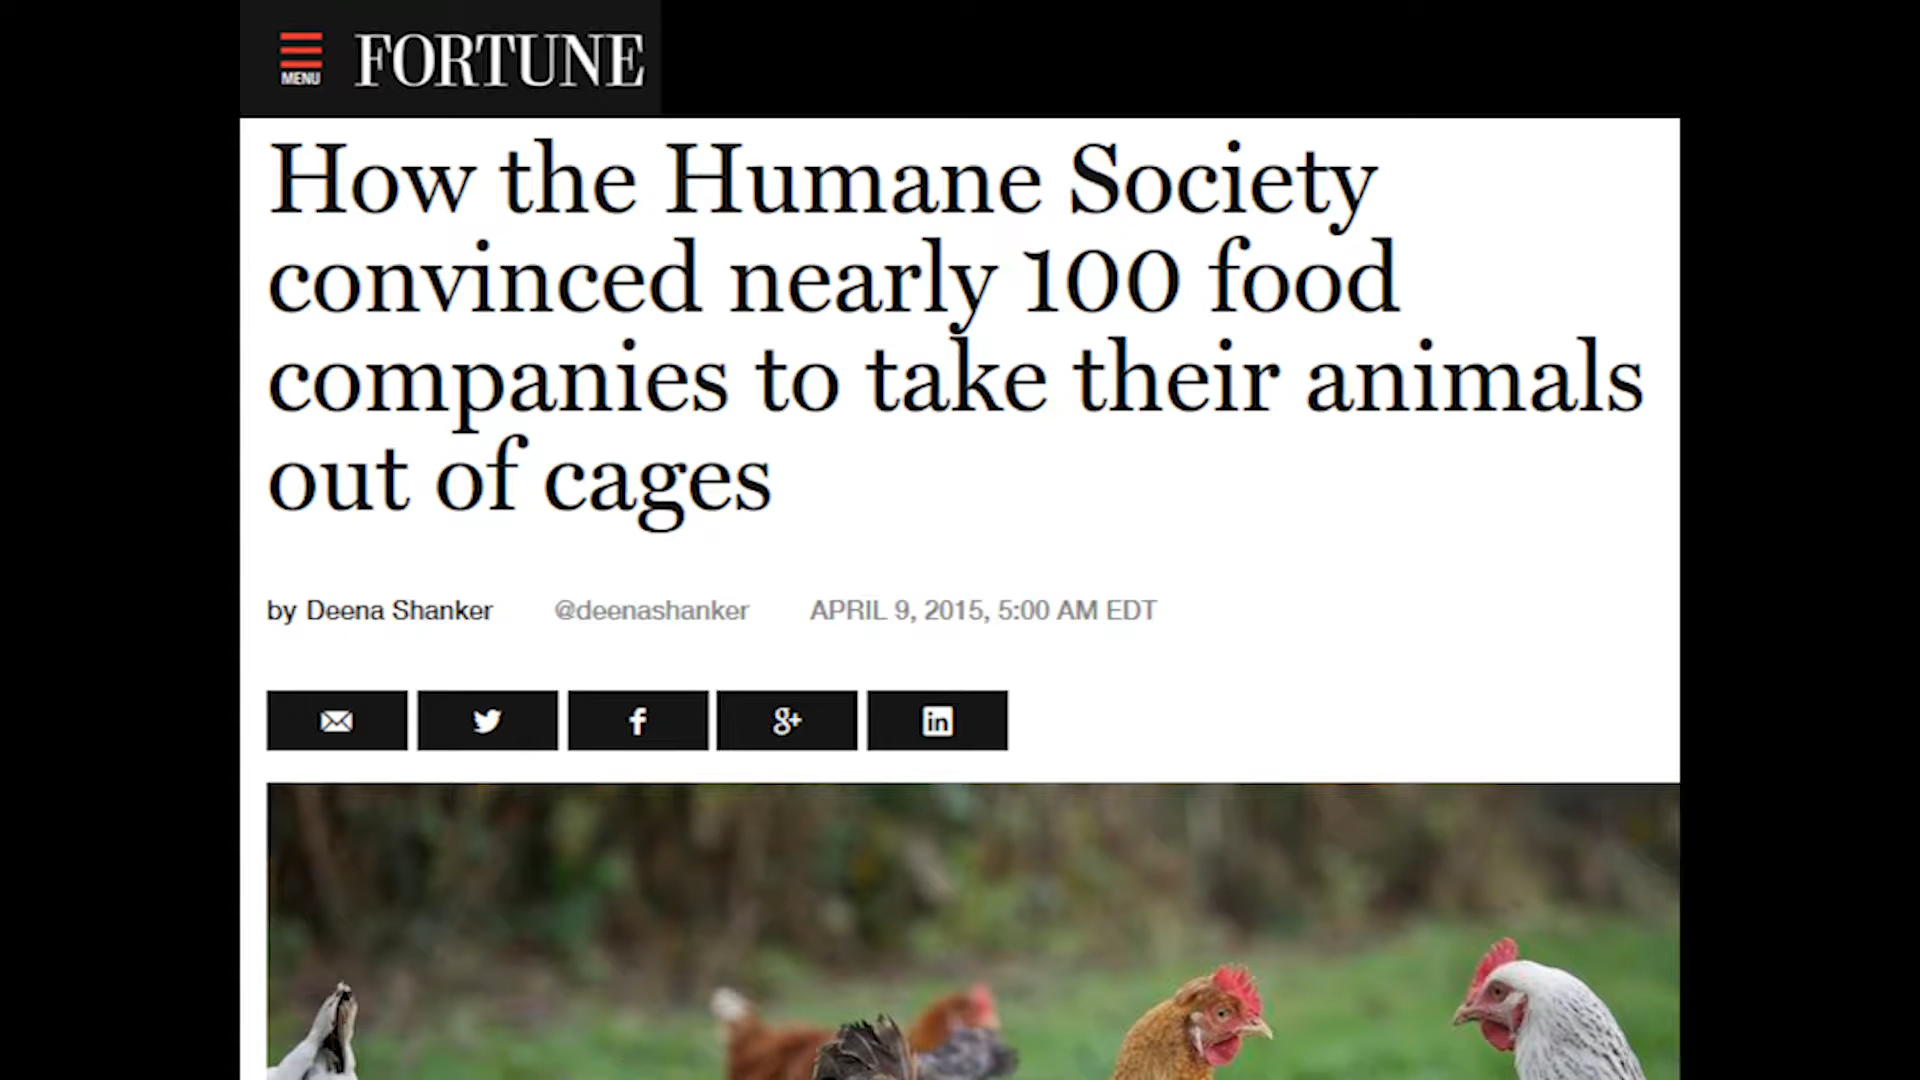 MENU
FORTUNE
How the Humane Society
convinced nearly 100 food
companies to take their animals
out of cages
by Deena Shanker @deenashanker APRIL 9, 2015, 5:00 AM EDT
f
g+
in